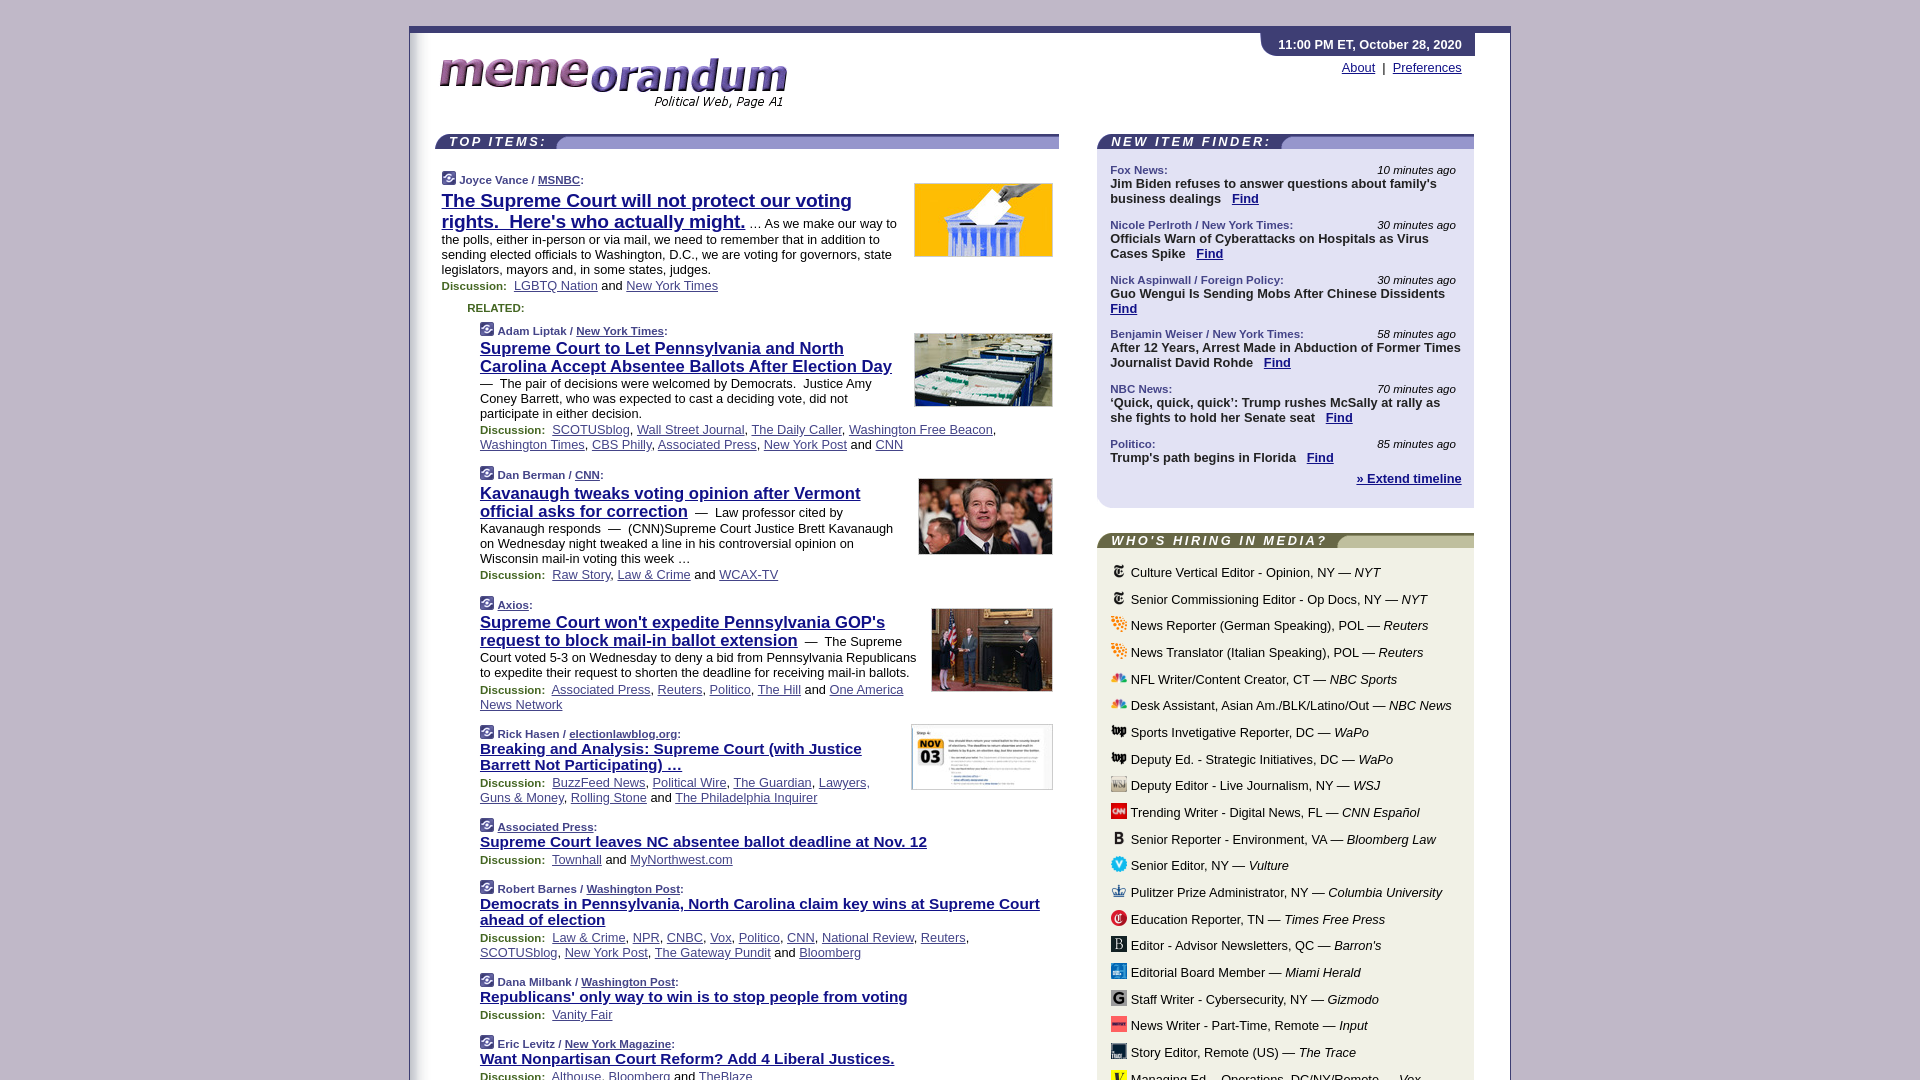 11:00 PM ET, October 28, 2020
About | Preferences
memeorandum
Political Web, Page A1
TOP ITEMS:
Joyce Vance / MSNBC:
The Supreme Court will not protect our voting
rights.  Here's who actually might. … As we make our way to
the polls, either in-person or via mail, we need to remember that in addition to
sending elected officials to Washington, D.C., we are voting for governors, state
legislators, mayors and, in some states, judges.
Discussion: LGBTQ Nation and New York Times
RELATED:
Adam Liptak / New York Times:
Supreme Court to Let Pennsylvania and North
Carolina Accept Absentee Ballots After Election Day
— The pair of decisions were welcomed by Democrats.  Justice Amy
Coney Barrett, who was expected to cast a deciding vote, did not
participate in either decision.
Discussion: SCOTUSblog, Wall Street Journal, The Daily Caller, Washington Free Beacon,
Washington Times, CBS Philly, Associated Press, New York Post and CNN
Dan Berman / CNN:
Kavanaugh tweaks voting opinion after Vermont
official asks for correction — Law professor cited by
Kavanaugh responds — (CNN)Supreme Court Justice Brett Kavanaugh
on Wednesday night tweaked a line in his controversial opinion on
Wisconsin mail-in voting this week …
Discussion: Raw Story, Law & Crime and WCAX-TV
Axios:
Supreme Court won't expedite Pennsylvania GOP's
request to block mail-in ballot extension — The Supreme
Court voted 5-3 on Wednesday to deny a bid from Pennsylvania Republicans
to expedite their request to shorten the deadline for receiving mail-in ballots.
Discussion: Associated Press, Reuters, Politico, The Hill and One America
News Network
Rick Hasen / electionlawblog.org:
Breaking and Analysis: Supreme Court (with Justice
Barrett Not Participating) …
Discussion: BuzzFeed News, Political Wire, The Guardian, Lawyers,
Guns & Money, Rolling Stone and The Philadelphia Inquirer
NOV
03
Associated Press:
Supreme Court leaves NC absentee ballot deadline at Nov. 12
Discussion: Townhall and MyNorthwest.com
Robert Barnes / Washington Post:
Democrats in Pennsylvania, North Carolina claim key wins at Supreme Court
ahead of election
Discussion: Law & Crime, NPR, CNBC, Vox, Politico, CNN, National Review, Reuters,
SCOTUSblog, New York Post, The Gateway Pundit and Bloomberg
Dana Milbank / Washington Post:
Republicans' only way to win is to stop people from voting
Discussion: Vanity Fair
Eric Levitz / New York Magazine:
Want Nonpartisan Court Reform? Add 4 Liberal Justices.
Discussion: Althouse, Bloomberg and TheBlaze
NEW ITEM FINDER:
Fox News: 10 minutes ago
Jim Biden refuses to answer questions about family's
business dealings Find
Nicole Perlroth / New York Times: 30 minutes ago
Officials Warn of Cyberattacks on Hospitals as Virus
Cases Spike Find
Nick Aspinwall / Foreign Policy: 30 minutes ago
Guo Wengui Is Sending Mobs After Chinese Dissidents
Find
Benjamin Weiser / New York Times: 58 minutes ago
After 12 Years, Arrest Made in Abduction of Former Times
Journalist David Rohde Find
NBC News: 70 minutes ago
‘Quick, quick, quick’: Trump rushes McSally at rally as
she fights to hold her Senate seat Find
Politico: 85 minutes ago
Trump's path begins in Florida Find
» Extend timeline
WHO'S HIRING IN MEDIA?
Culture Vertical Editor - Opinion, NY — NYT
Senior Commissioning Editor - Op Docs, NY — NYT
News Reporter (German Speaking), POL — Reuters
News Translator (Italian Speaking), POL — Reuters
NFL Writer/Content Creator, CT — NBC Sports
Desk Assistant, Asian Am./BLK/Latino/Out — NBC News
Sports Invetigative Reporter, DC — WaPo
Deputy Ed. - Strategic Initiatives, DC — WaPo
Deputy Editor - Live Journalism, NY — WSJ
Trending Writer - Digital News, FL — CNN Español
Senior Reporter - Environment, VA — Bloomberg Law
Senior Editor, NY — Vulture
Pulitzer Prize Administrator, NY — Columbia University
Education Reporter, TN — Times Free Press
Editor - Advisor Newsletters, QC — Barron's
Editorial Board Member — Miami Herald
Staff Writer - Cybersecurity, NY — Gizmodo
News Writer - Part-Time, Remote — Input
Story Editor, Remote (US) — The Trace
Managing Ed. - Operations, DC/NY/Remote — Vox